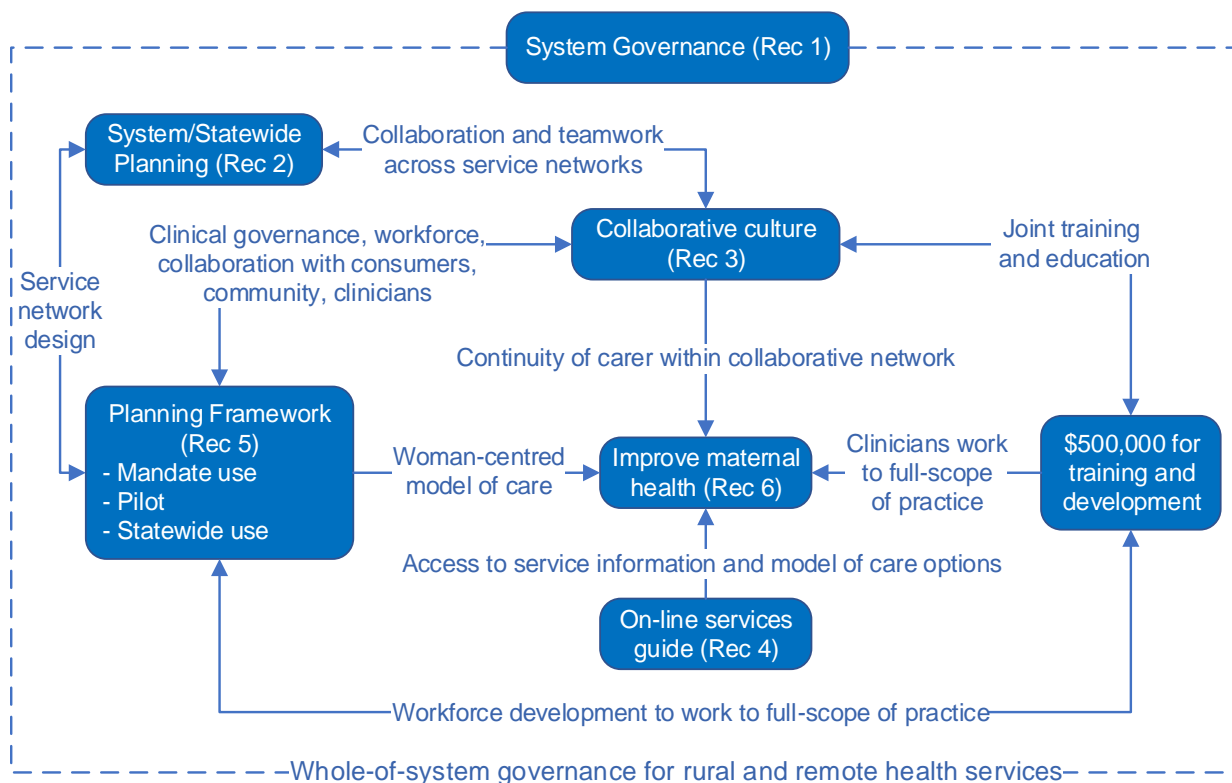 System Governance (Rec 1)
System/Statewide
Planning (Rec 2)
Collaboration and teamwork
across service networks
Clinical governance, workforce,
collaboration with consumers,
community, clinicians
Collaborative culture
(Rec 3)
Joint training
and education
Service
network
design
Continuity of carer within collaborative network
Planning Framework
(Rec 5)
- Mandate use
- Pilot
- Statewide use
Woman-centred
model of care
Improve maternal
health (Rec 6)
Clinicians work
to full-scope
of practice
$500,000 for
training and
development
Access to service information and model of care options
On-line services
guide (Rec 4)
Workforce development to work to full-scope of practice
Whole-of-system governance for rural and remote health services